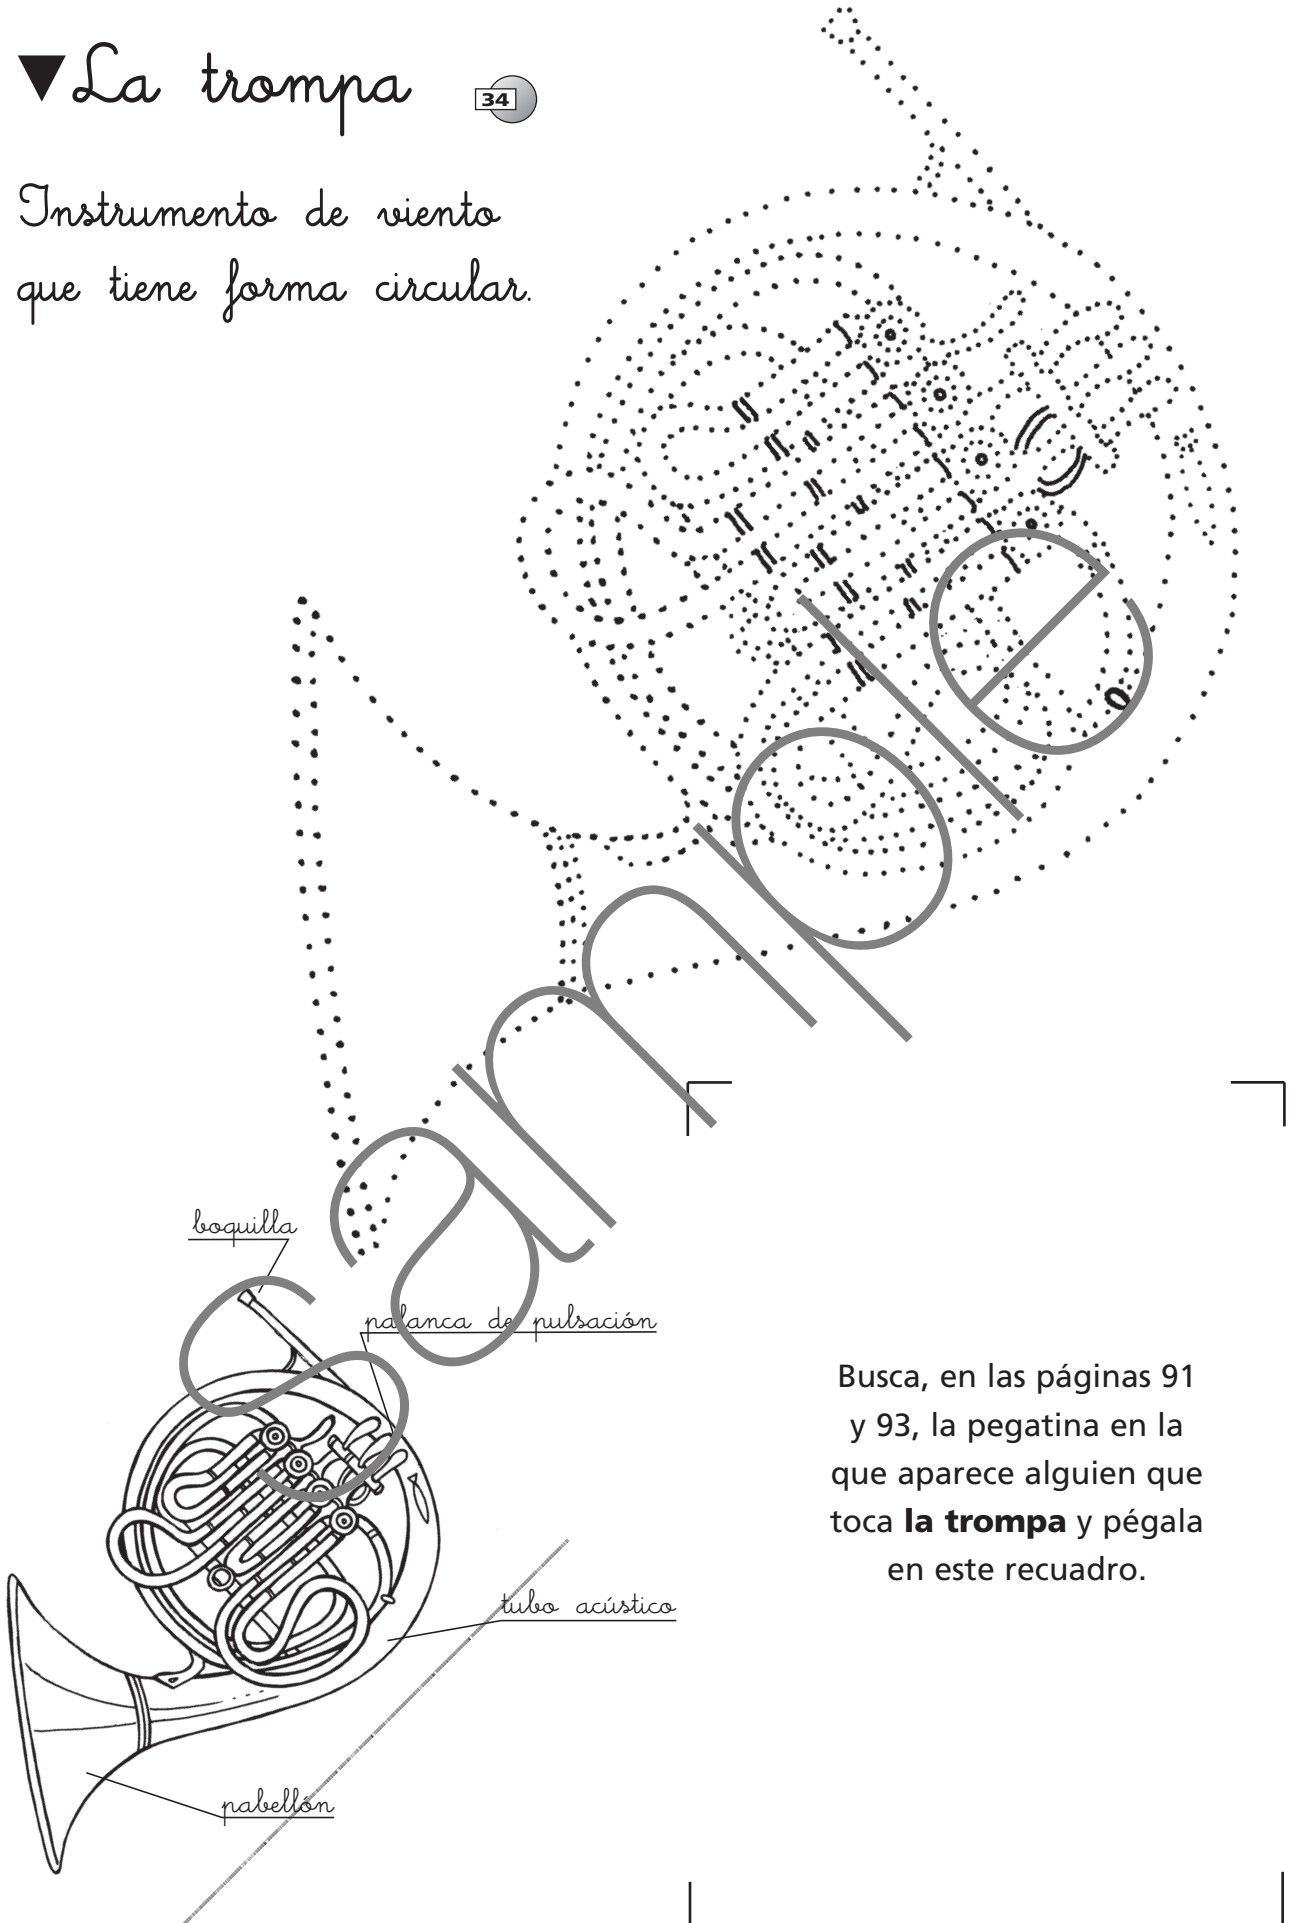 La trompa
34
Instrumento de viento
que tiene forma circular.
boquilla
palanca de pulsación
tubo acústico
pabellón
Busca, en las páginas 91
y 93, la pegatina en la
que aparece alguien que
toca la trompa y pégala
en este recuadro.
Sample